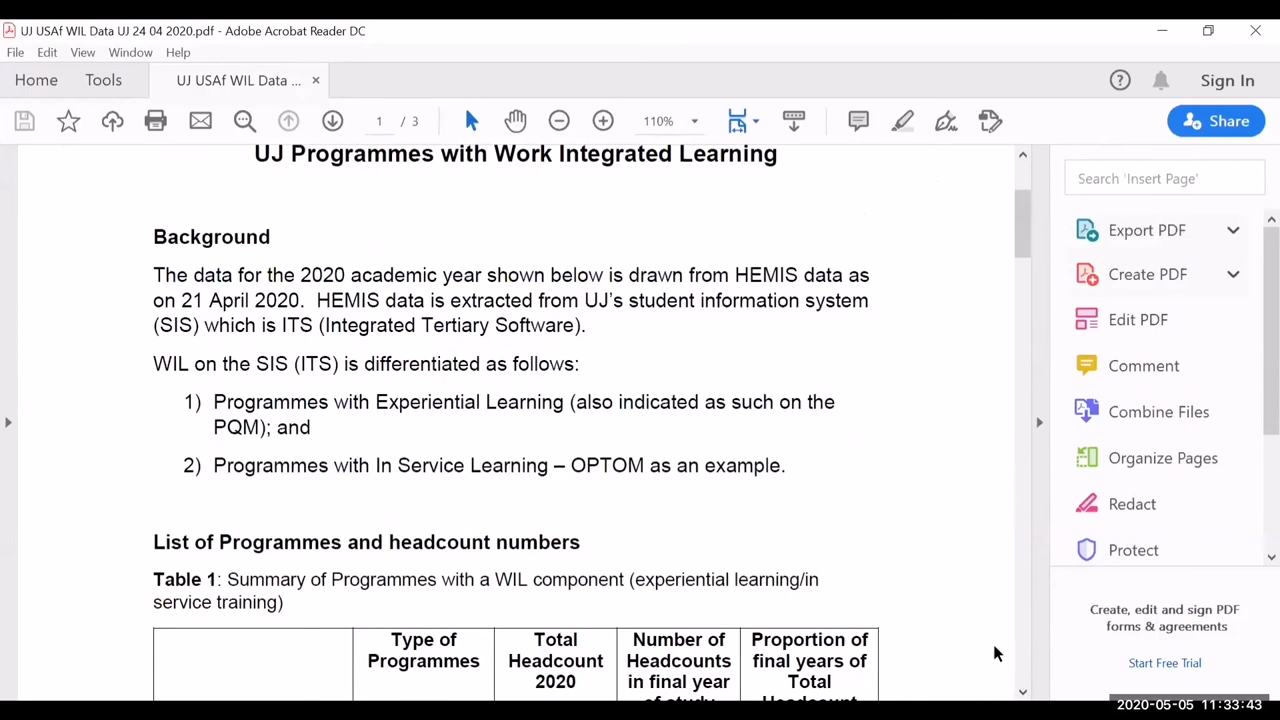 UJ USAf WIL Data UJ 24 04 2020.pdf - Adobe Acrobat Reader DC
File Edit View Window Help
Home Tools UJ USAf WIL Data ... × Sign In
1 / 3 110% Share
UJ Programmes with Work Integrated Learning
Background
The data for the 2020 academic year shown below is drawn from HEMIS data as
on 21 April 2020. HEMIS data is extracted from UJ's student information system
(SIS) which is ITS (Integrated Tertiary Software).
WIL on the SIS (ITS) is differentiated as follows:
1) Programmes with Experiential Learning (also indicated as such on the
PQM); and
2) Programmes with In Service Learning – OPTOM as an example.
List of Programmes and headcount numbers
Table 1: Summary of Programmes with a WIL component (experiential learning/in
service training)
Type of
Programmes
Total
Headcount
2020
Number of
Headcounts
in final year
of study
Proportion of
final years of
Total
Headcount
Search 'Insert Page'
Export PDF
Create PDF
Edit PDF
Comment
Combine Files
Organize Pages
Redact
Protect
Create, edit and sign PDF
forms & agreements
Start Free Trial
2020-05-05 11:33:43